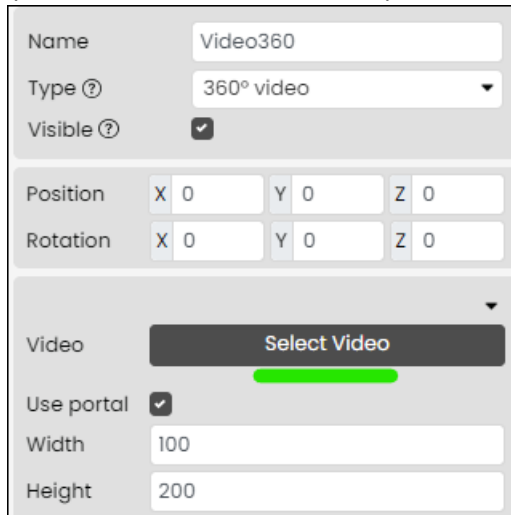 Name Video360
Type ? 360° video
Visible ?
Position X 0 Y 0 Z 0
Rotation X 0 Y 0 Z 0
Video Select Video
Use portal
Width 100
Height 200